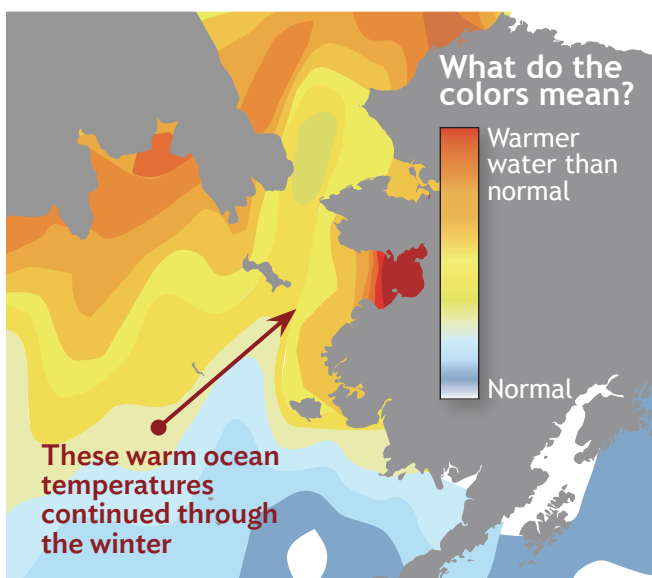 What do the
colors mean?
Warmer
water than
normal
Normal
These warm ocean
temperatures
continued through
the winter